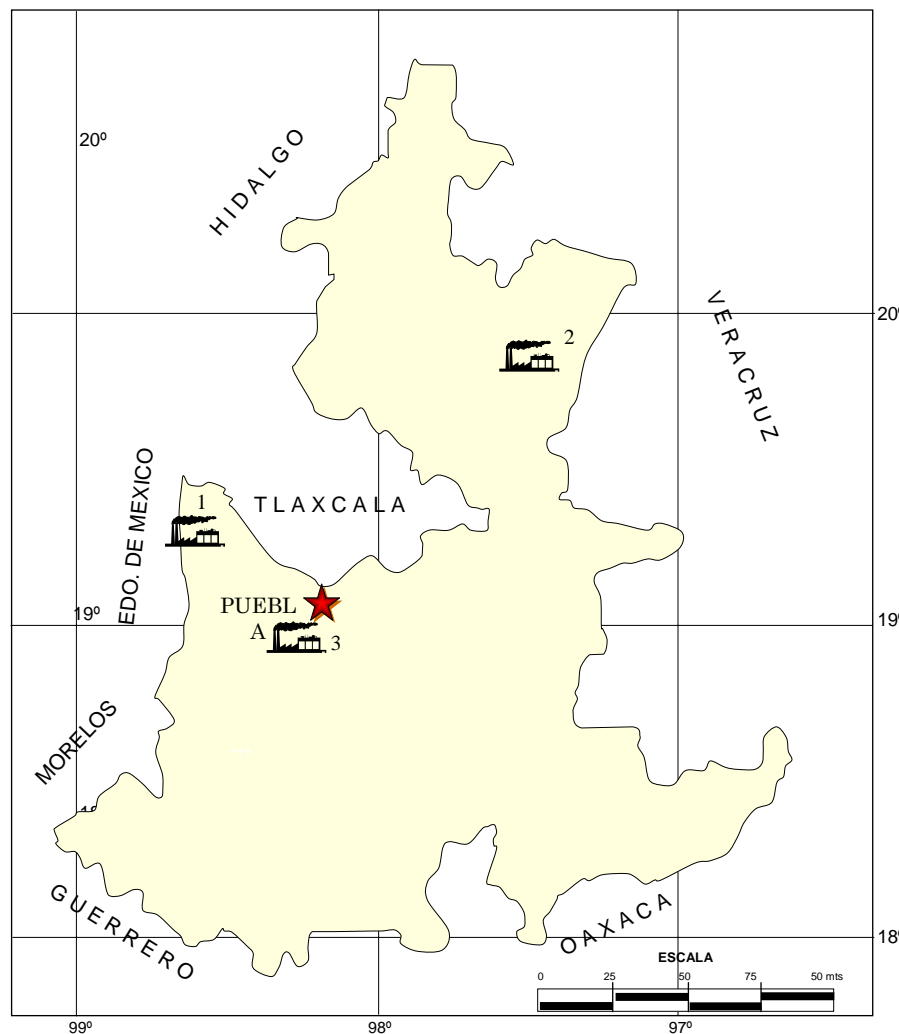 20º
HIDALGO
VERACRUZ
20º
2
EDO. DE MEXICO
1
TLAXCALA
PUEBL
A
3
19º
19º
MORELOS
GUERRERO
OAXACA
18º
ESCALA
0 25 50 75 50 mts
99º 98º 97º